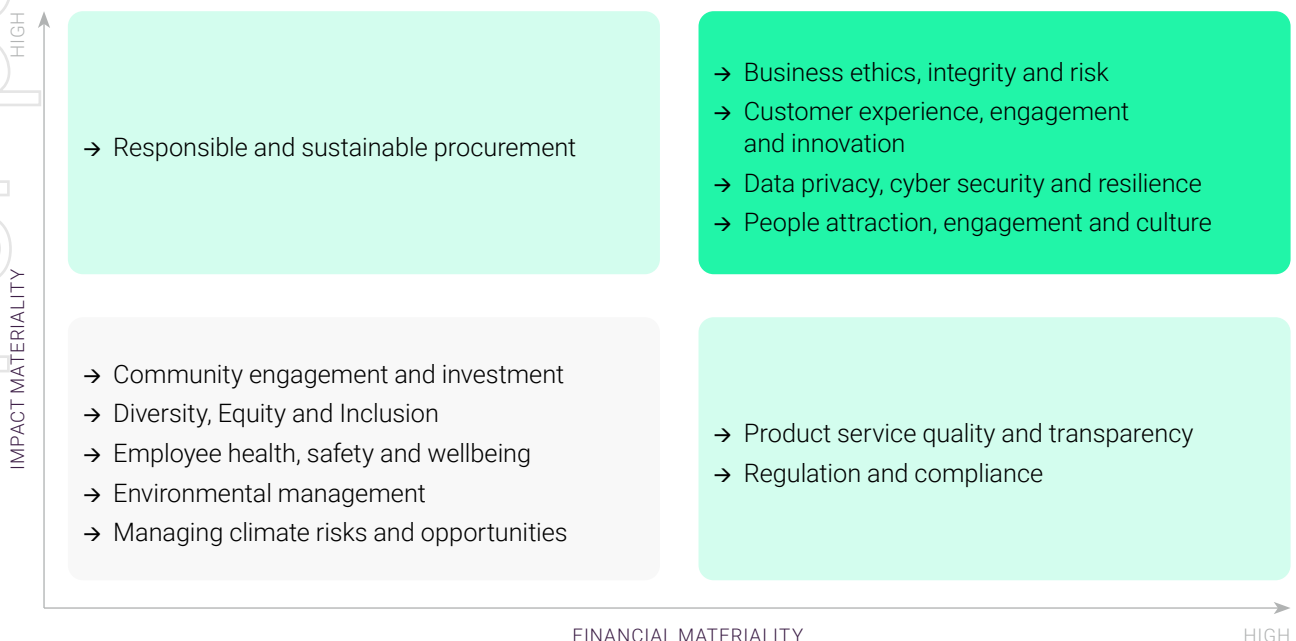 HIGH
→ Responsible and sustainable procurement
→ Business ethics, integrity and risk
→ Customer experience, engagement
and innovation
→ Data privacy, cyber security and resilience
→ People attraction, engagement and culture
IMPACT MATERIALITY
→ Community engagement and investment
→ Diversity, Equity and Inclusion
→ Employee health, safety and wellbeing
→ Environmental management
→ Managing climate risks and opportunities
→ Product service quality and transparency
→ Regulation and compliance
FINANCIAL MATERIALITY
HIGH